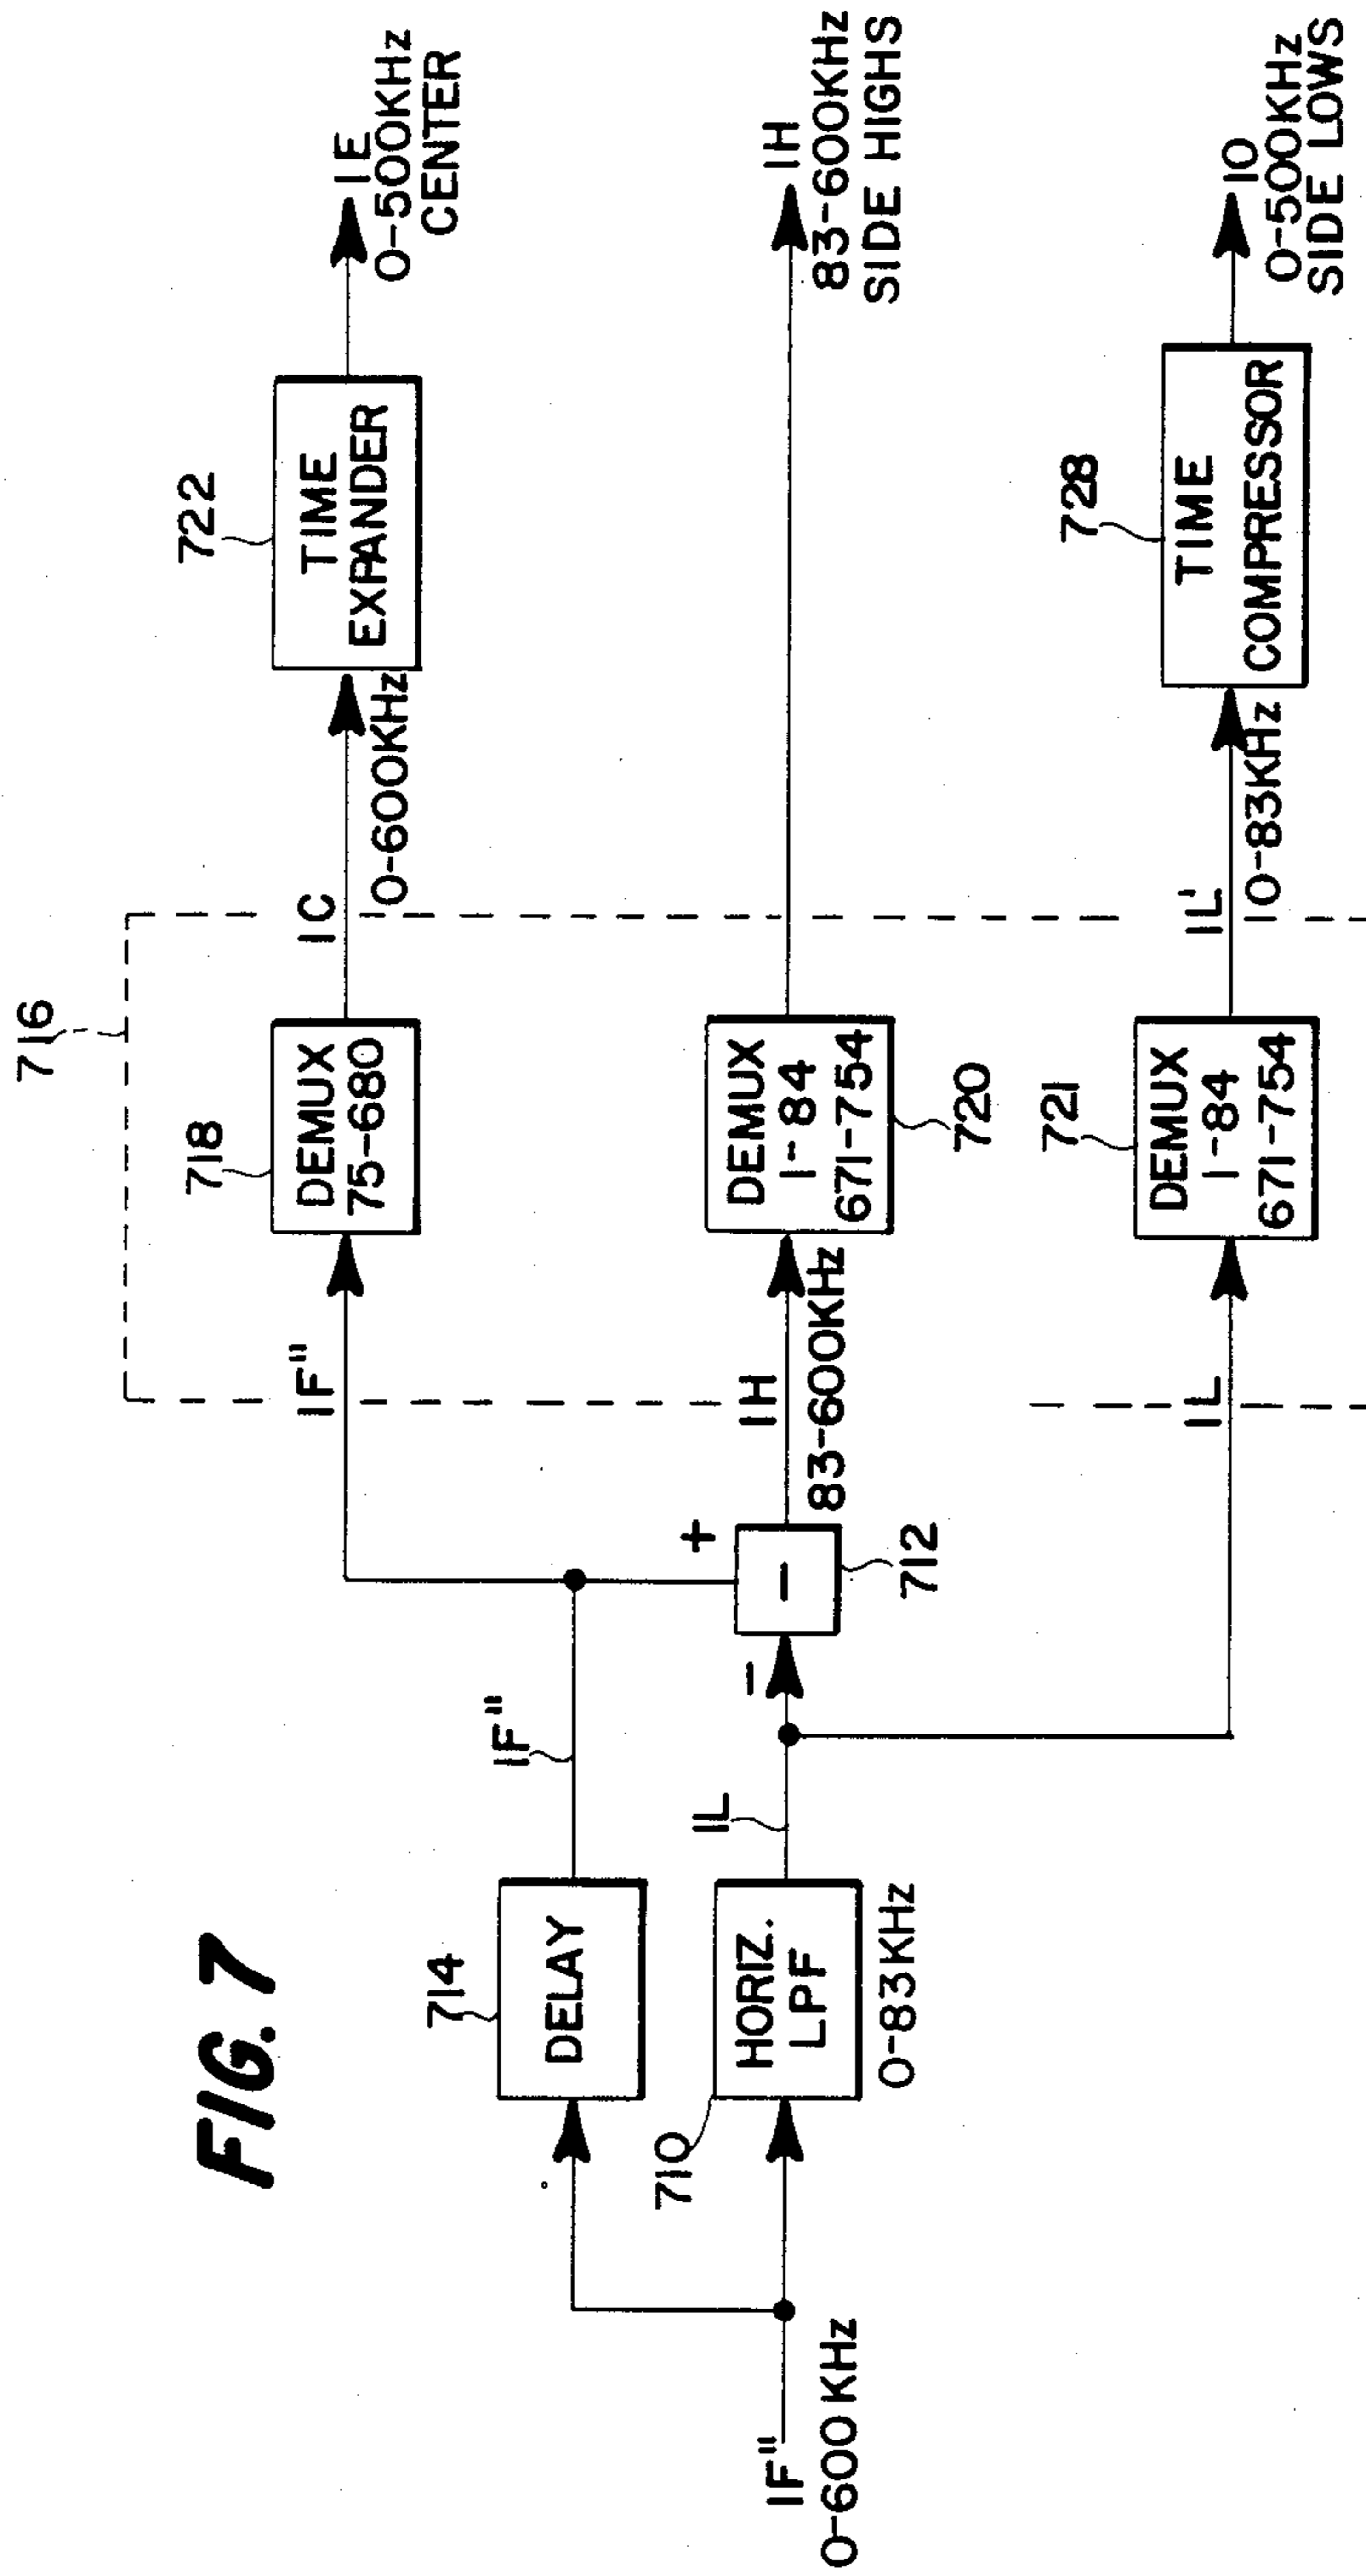 FIG. 7
IF"
0-600 KHz
714
DELAY
710
HORIZ.
LPF
0-83KHz
IF"
IL
+
-
-
712
716
IF"
718
DEMUX
75-680
IC
0-600KHz
722
TIME
EXPANDER
IE
0-500KHz
CENTER
IH
83-600KHz
DEMUX
1-84
671-754
720
IH
83-600KHz
SIDE HIGHS
IL
721
DEMUX
1-84
671-754
IL'
0-83KHz
728
TIME
COMPRESSOR
IO
0-500KHz
SIDE LOWS